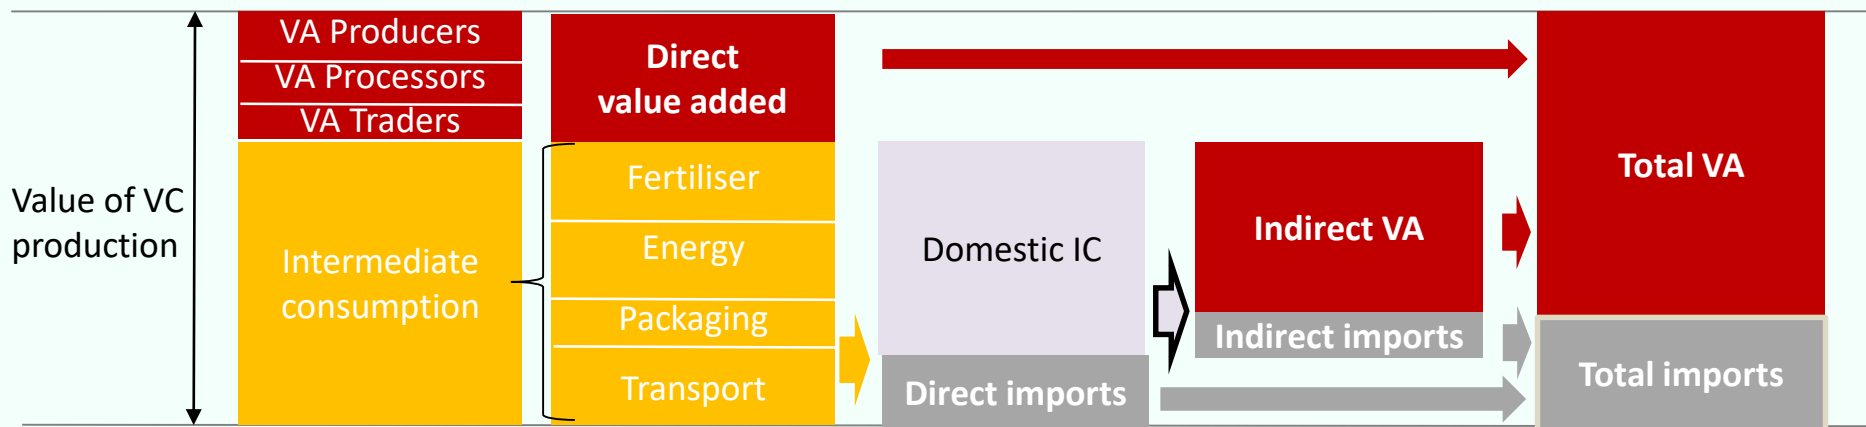 Value of VC
production
VA Producers
VA Processors
VA Traders
Intermediate
consumption
Direct
value added
Fertiliser
Energy
Packaging
Transport
Domestic IC
Direct imports
Indirect VA
Indirect imports
Total VA
Total imports